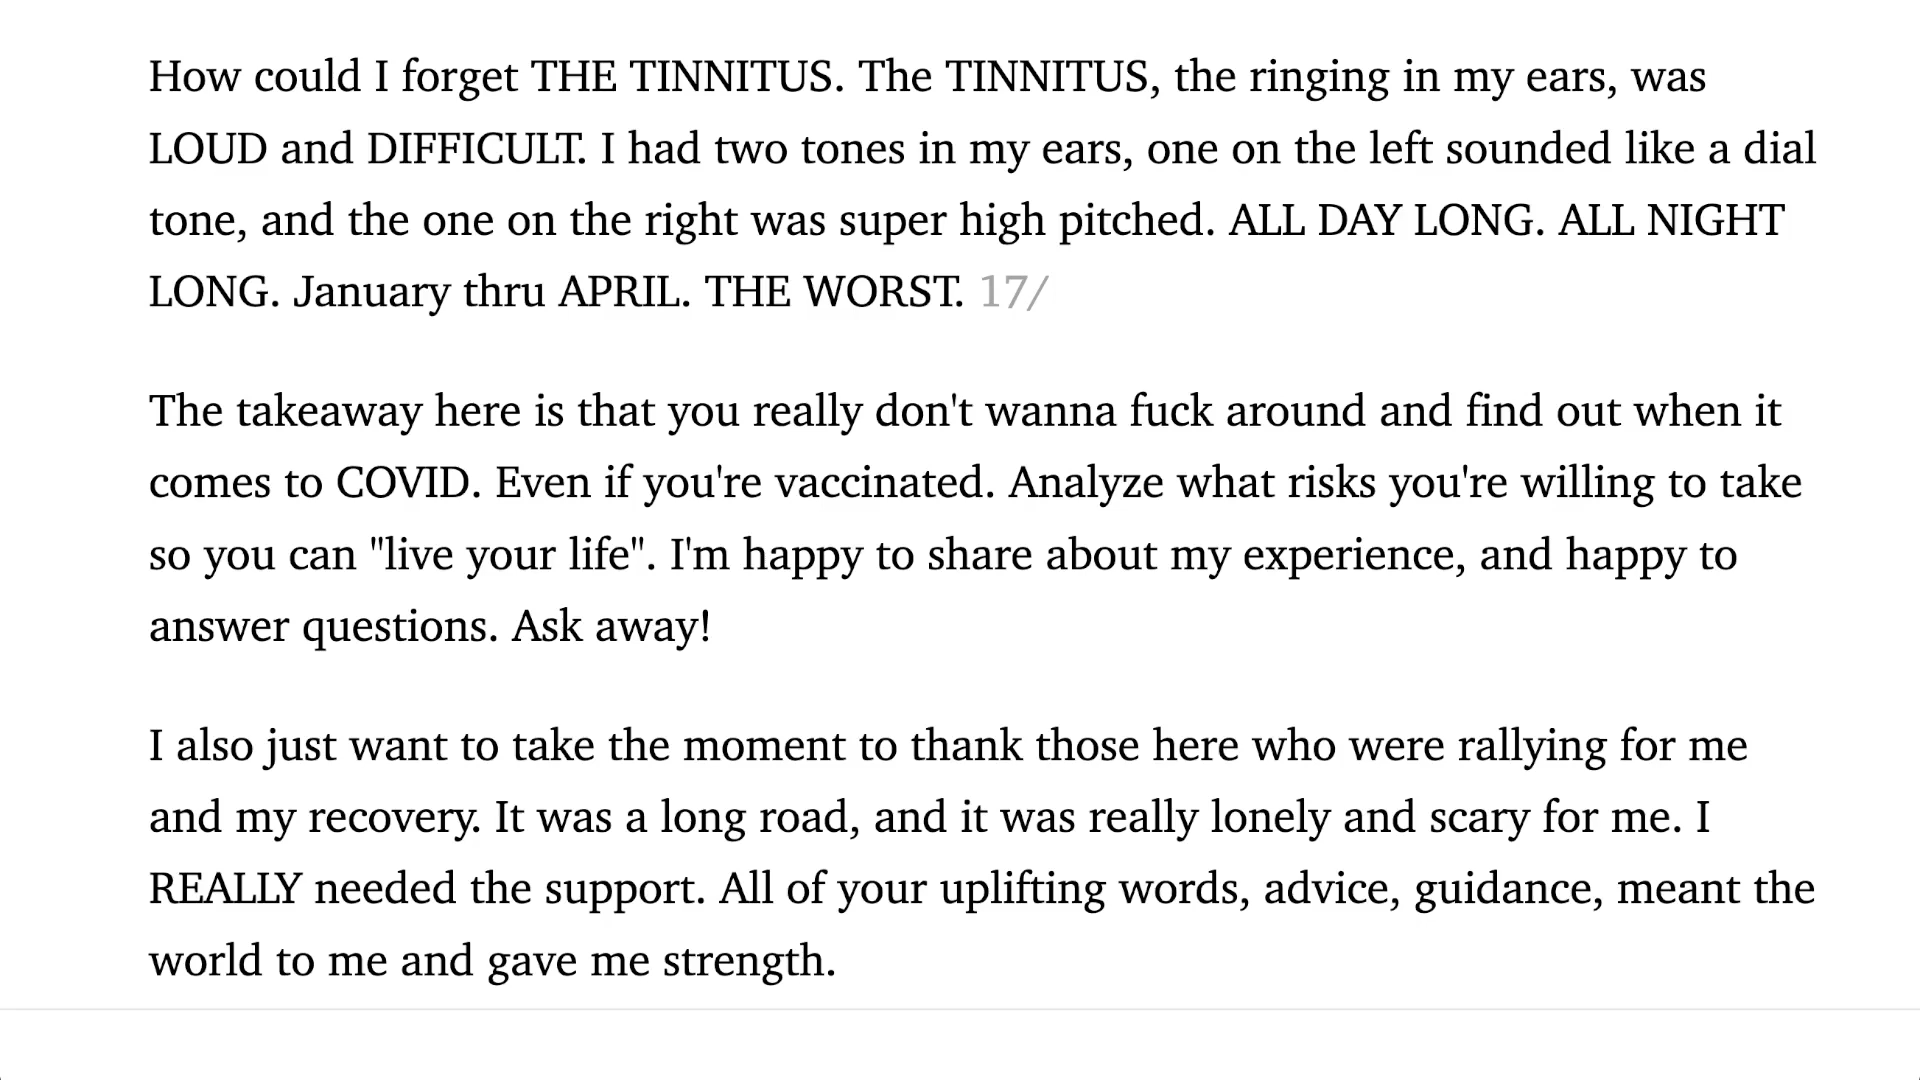 How could I forget THE TINNITUS. The TINNITUS, the ringing in my ears, was
LOUD and DIFFICULT. I had two tones in my ears, one on the left sounded like a dial
tone, and the one on the right was super high pitched. ALL DAY LONG. ALL NIGHT
LONG. January thru APRIL. THE WORST. 17/
The takeaway here is that you really don't wanna fuck around and find out when it
comes to COVID. Even if you're vaccinated. Analyze what risks you're willing to take
so you can "live your life". I'm happy to share about my experience, and happy to
answer questions. Ask away!
I also just want to take the moment to thank those here who were rallying for me
and my recovery. It was a long road, and it was really lonely and scary for me. I
REALLY needed the support. All of your uplifting words, advice, guidance, meant the
world to me and gave me strength.